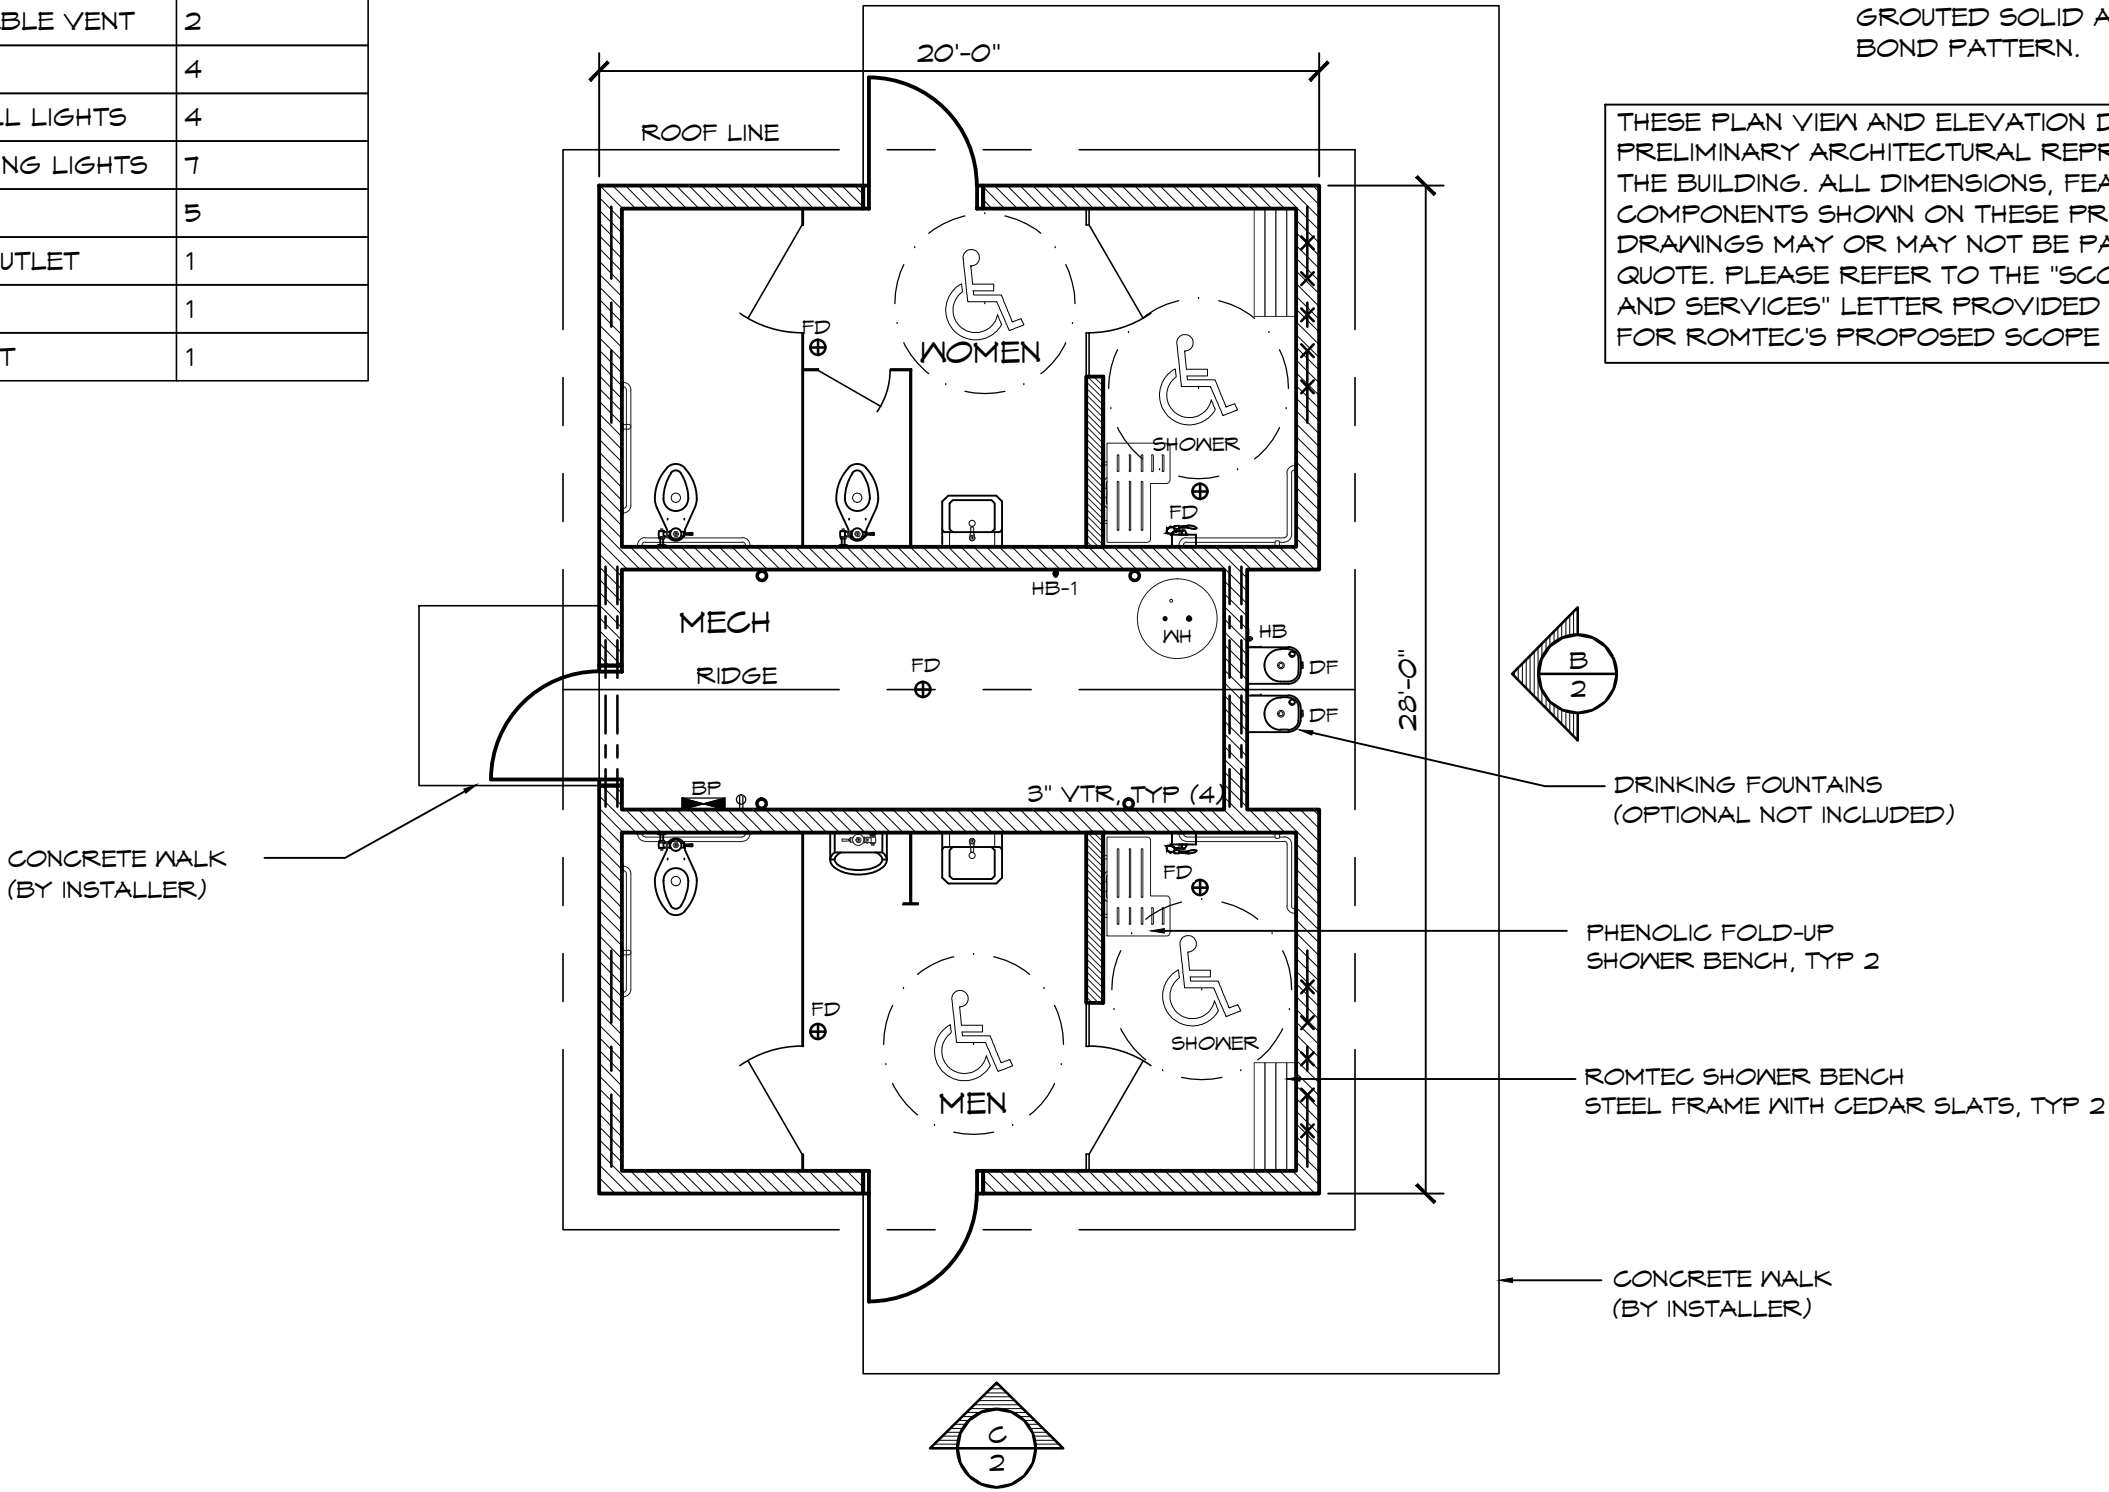 ABLE VENT 2
4
LL LIGHTS 4
NG LIGHTS 7
5
UTLET 1
1
T 1
GROUTED SOLID A
BOND PATTERN.
THESE PLAN VIEW AND ELEVATION D
PRELIMINARY ARCHITECTURAL REPR
THE BUILDING. ALL DIMENSIONS, FEA
COMPONENTS SHOWN ON THESE PR
DRAWINGS MAY OR MAY NOT BE PA
QUOTE. PLEASE REFER TO THE "SCO
AND SERVICES" LETTER PROVIDED
FOR ROMTEC'S PROPOSED SCOPE
20'-0"
ROOF LINE
FD
WOMEN
SHOWER
FD
HB-1
MECH
WH
HB
RIDGE
FD
DF
DF
28'-0"
B
2
BP
3" VTR, TYP (4)
DRINKING FOUNTAINS
(OPTIONAL NOT INCLUDED)
CONCRETE WALK
(BY INSTALLER)
FD
PHENOLIC FOLD-UP
SHOWER BENCH, TYP 2
FD
SHOWER
MEN
ROMTEC SHOWER BENCH
STEEL FRAME WITH CEDAR SLATS, TYP 2
CONCRETE WALK
(BY INSTALLER)
C
2